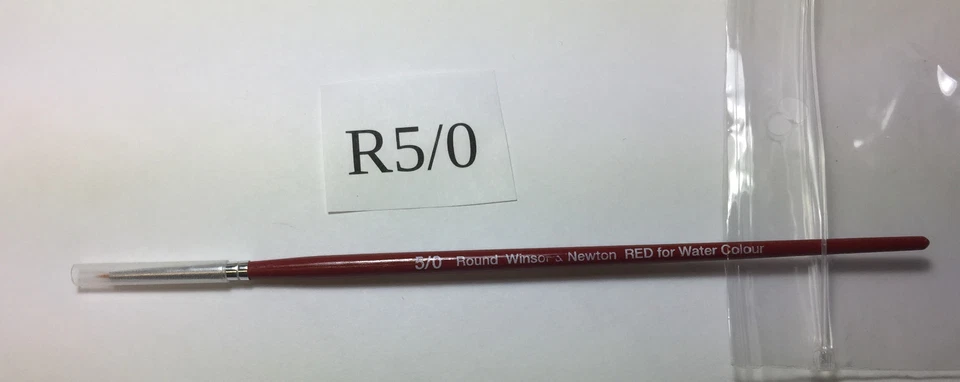 R5/0
5/0 Round Winsor & Newton RED for Water Colour